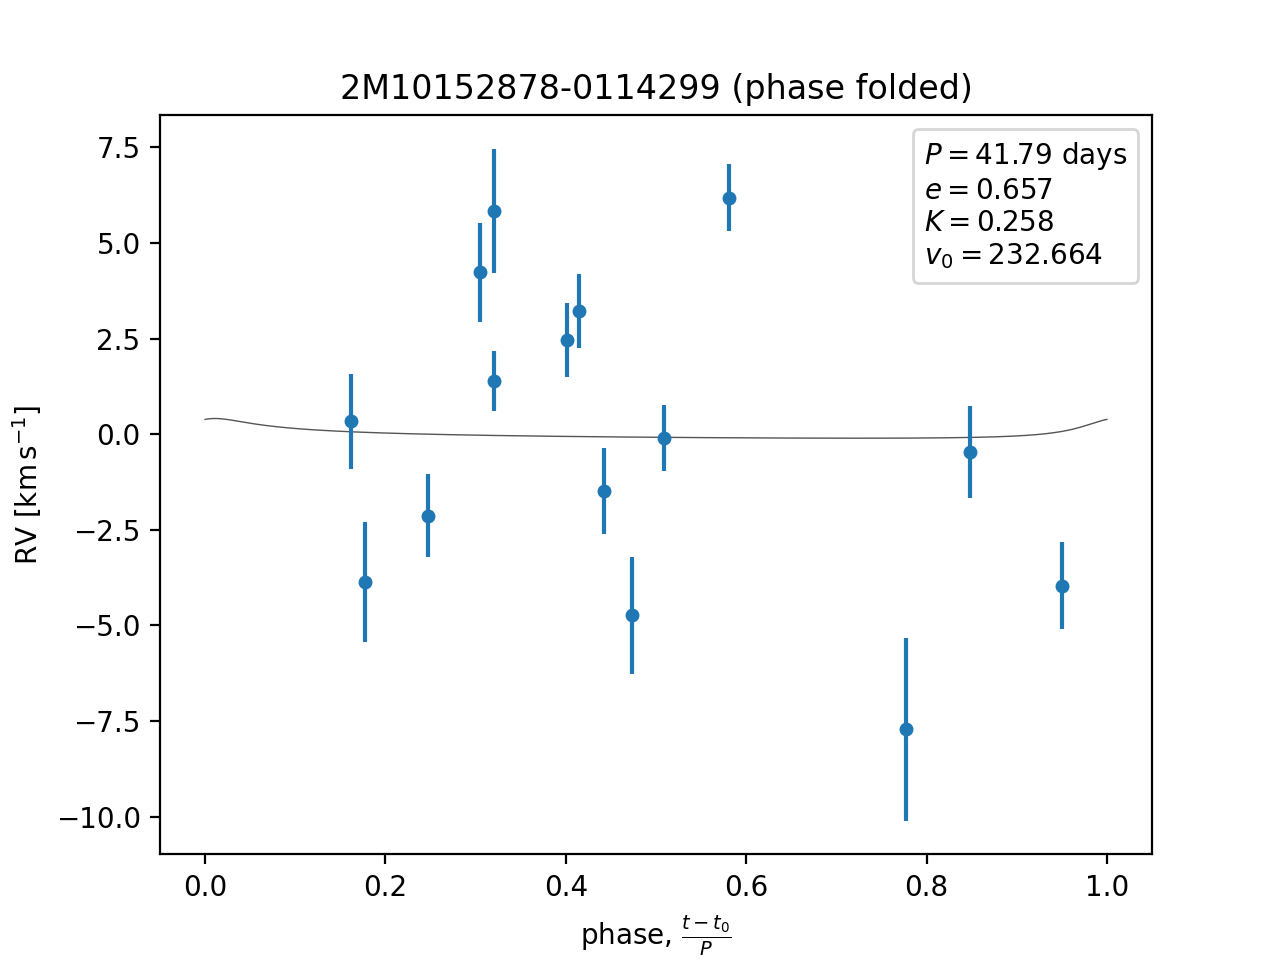 2M10152878-0114299 (phase folded)
P = 41.79 days
e = 0.657
K = 0.258
v₀ = 232.664
7.5
5.0
2.5
0.0
−2.5
−5.0
−7.5
−10.0
RV [km s⁻¹]
0.0 0.2 0.4 0.6 0.8 1.0
phase, (t − t₀)/P